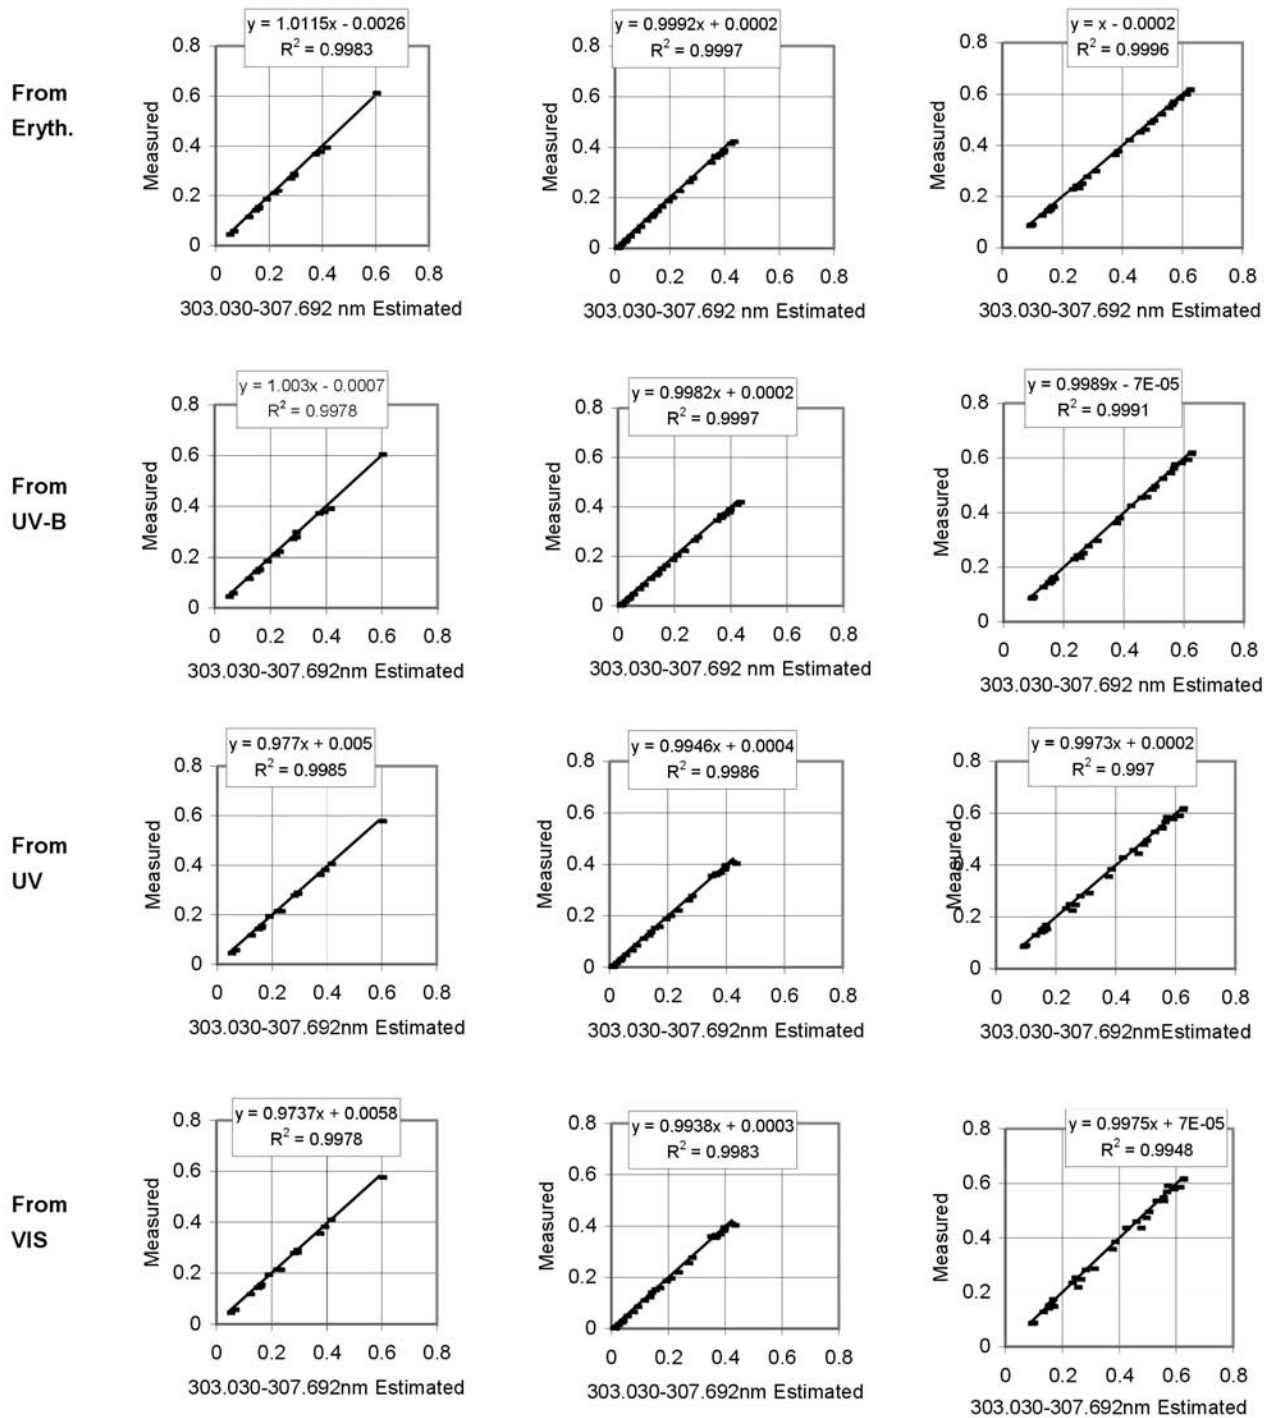 From
Eryth.
y = 1.0115x - 0.0026
R² = 0.9983
0.8
0.6
0.4
0.2
0
Measured
0 0.2 0.4 0.6 0.8
303.030-307.692 nm Estimated
y = 0.9992x + 0.0002
R² = 0.9997
0.8
0.6
0.4
0.2
0
Measured
0 0.2 0.4 0.6 0.8
303.030-307.692 nm Estimated
y = x - 0.0002
R² = 0.9996
0.8
0.6
0.4
0.2
0
Measured
0 0.2 0.4 0.6 0.8
303.030-307.692 nm Estimated
From
UV-B
y = 1.003x - 0.0007
R² = 0.9978
0.8
0.6
0.4
0.2
0
Measured
0 0.2 0.4 0.6 0.8
303.030-307.692nm Estimated
y = 0.9982x + 0.0002
R² = 0.9997
0.8
0.6
0.4
0.2
0
Measured
0 0.2 0.4 0.6 0.8
303.030-307.692 nm Estimated
y = 0.9989x - 7E-05
R² = 0.9991
0.8
0.6
0.4
0.2
0
Measured
0 0.2 0.4 0.6 0.8
303.030-307.692 nm Estimated
From
UV
y = 0.977x + 0.005
R² = 0.9985
0.8
0.6
0.4
0.2
0
Measured
0 0.2 0.4 0.6 0.8
303.030-307.692nm Estimated
y = 0.9946x + 0.0004
R² = 0.9986
0.8
0.6
0.4
0.2
0
Measured
0 0.2 0.4 0.6 0.8
303.030-307.692nm Estimated
y = 0.9973x + 0.0002
R² = 0.997
0.8
0.6
0.4
0.2
0
Measured
0 0.2 0.4 0.6 0.8
303.030-307.692nmEstimated
From
VIS
y = 0.9737x + 0.0058
R² = 0.9978
0.8
0.6
0.4
0.2
0
Measured
0 0.2 0.4 0.6 0.8
303.030-307.692nm Estimated
y = 0.9938x + 0.0003
R² = 0.9983
0.8
0.6
0.4
0.2
0
Measured
0 0.2 0.4 0.6 0.8
303.030-307.692nm Estimated
y = 0.9975x + 7E-05
R² = 0.9948
0.8
0.6
0.4
0.2
0
Measured
0 0.2 0.4 0.6 0.8
303.030-307.692nm Estimated